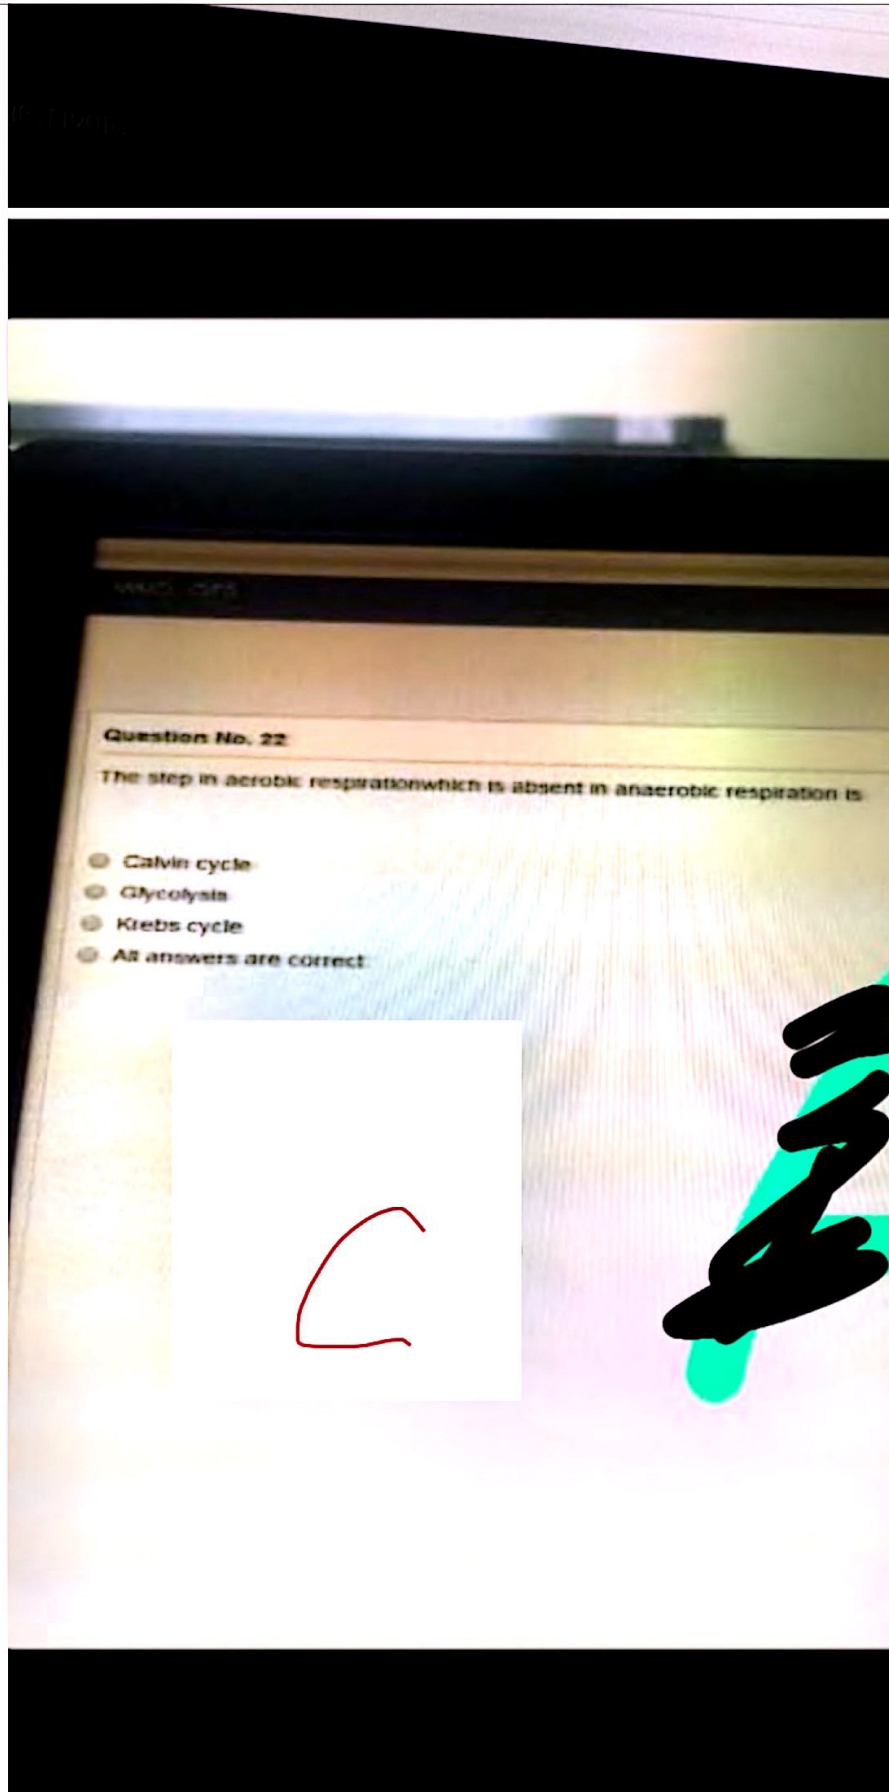 Question No. 22
The step in aerobic respirationwhich is absent in anaerobic respiration is
Calvin cycle
Glycolysis
Krebs cycle
All answers are correct
C